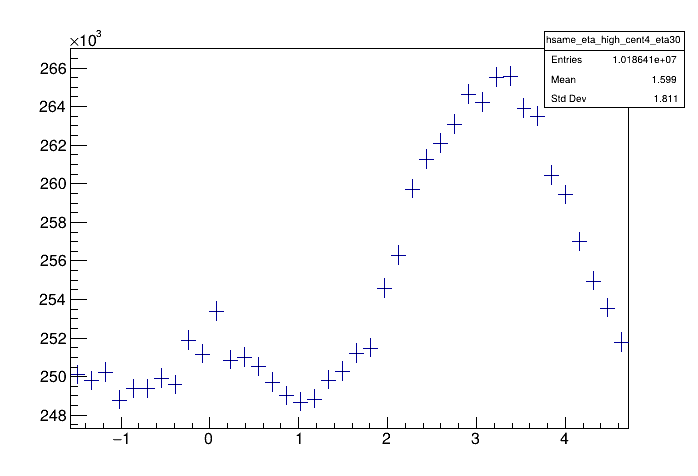 ×10³
hsame_eta_high_cent4_eta30
Entries 1.018641e+07
Mean 1.599
Std Dev 1.811
266
264
262
260
258
256
254
252
250
248
−1 0 1 2 3 4